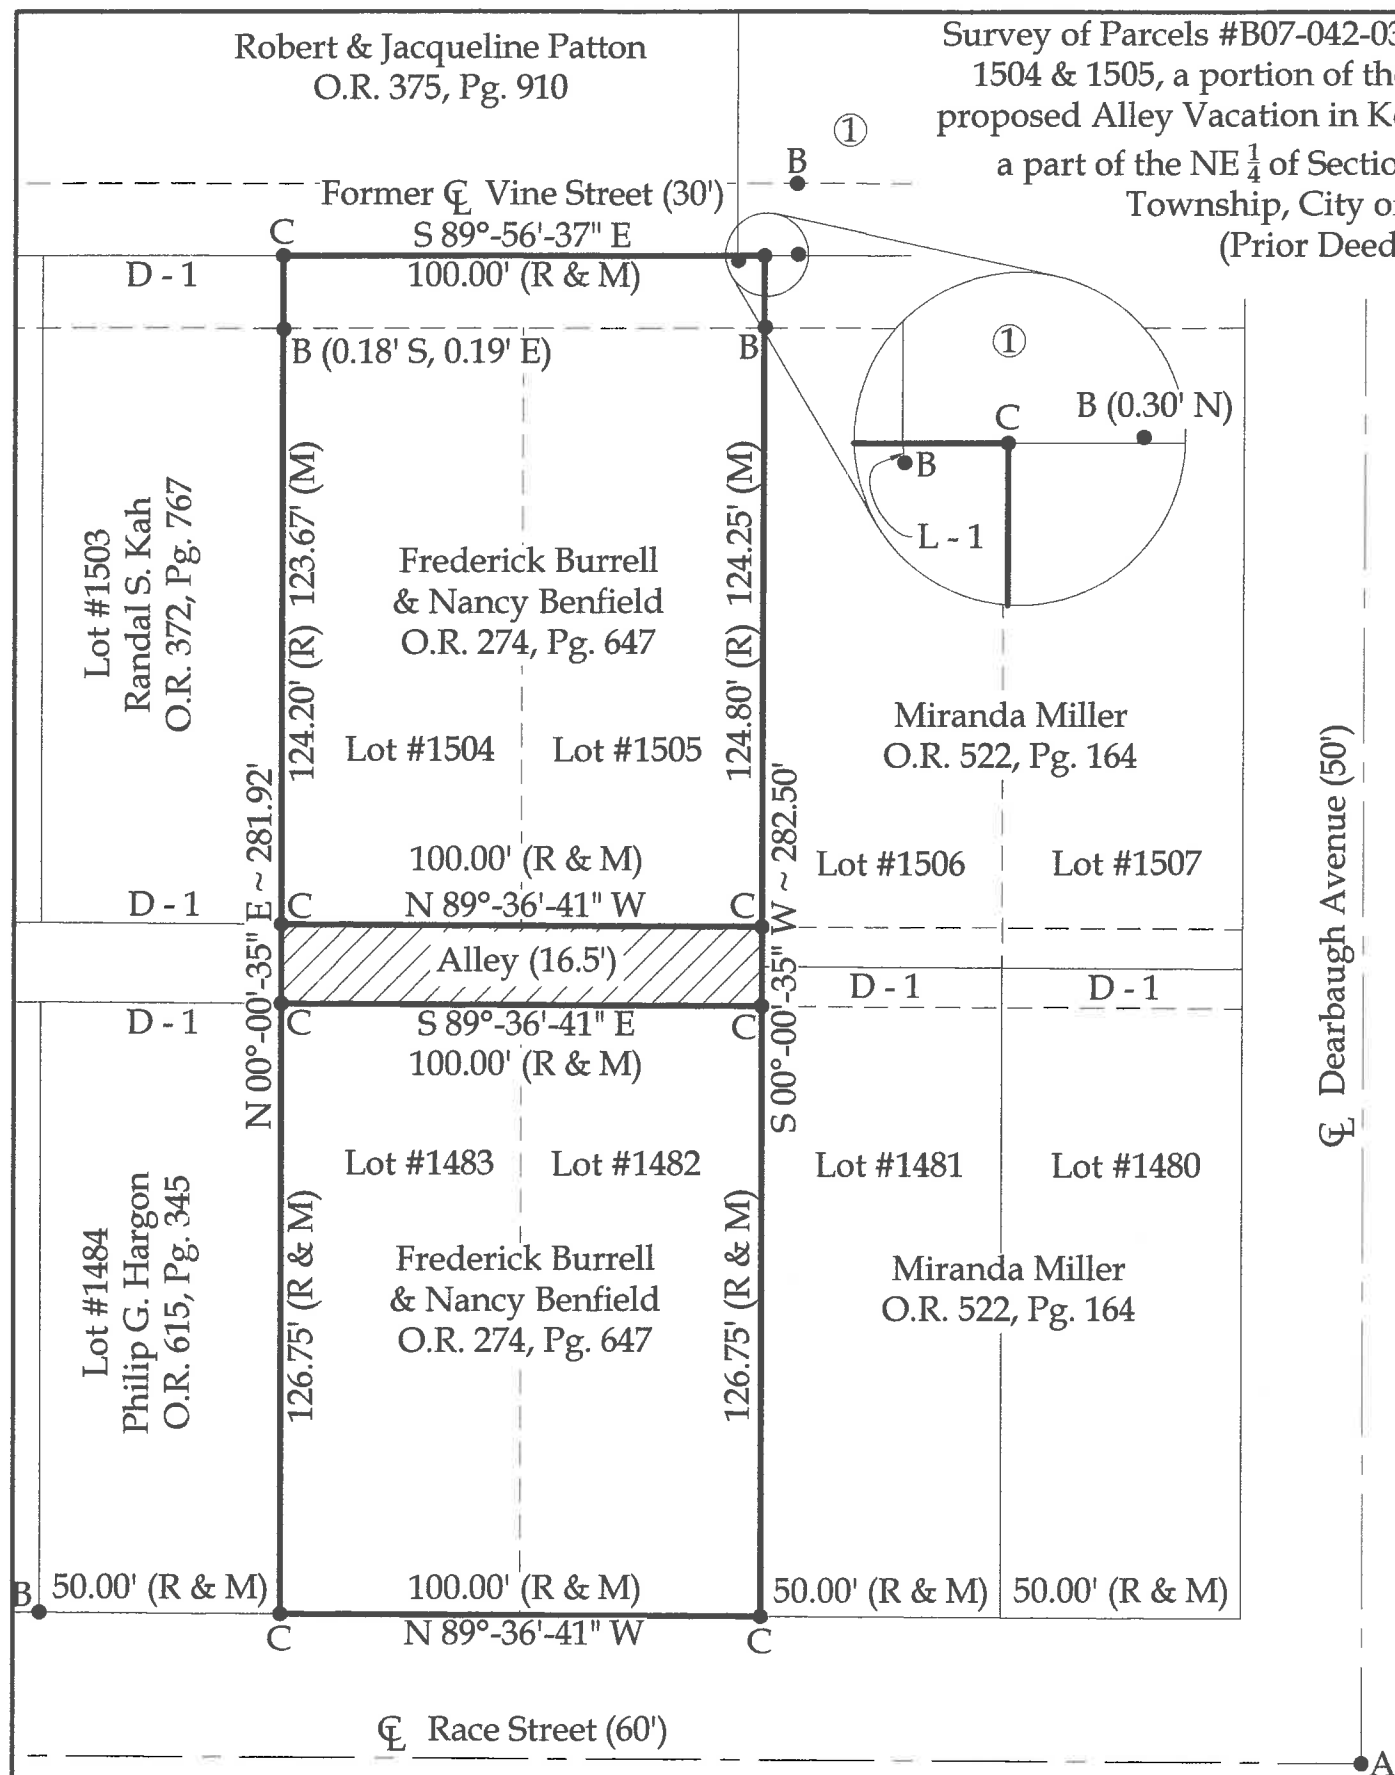 Robert & Jacqueline Patton
O.R. 375, Pg. 910
Survey of Parcels #B07-042-03
1504 & 1505, a portion of the
proposed Alley Vacation in Ke
a part of the NE 1/4 of Sectio
Township, City o
(Prior Deed
①
B
Former ℄ Vine Street (30')
C
S 89°-56'-37" E
D - 1
100.00' (R & M)
B (0.18' S, 0.19' E)
B
①
C
B (0.30' N)
B
L - 1
Lot #1503
Randal S. Kah
O.R. 372, Pg. 767
124.20' (R) 123.67' (M)
Frederick Burrell
& Nancy Benfield
O.R. 274, Pg. 647
124.80' (R) 124.25' (M)
Lot #1504
Lot #1505
Miranda Miller
O.R. 522, Pg. 164
Lot #1506
Lot #1507
℄ Dearbaugh Avenue (50')
N 00°-00'-35" E ~ 281.92'
S 00°-00'-35" W ~ 282.50'
100.00' (R & M)
D - 1
C
N 89°-36'-41" W
C
Alley (16.5')
D - 1
D - 1
D - 1
C
S 89°-36'-41" E
C
100.00' (R & M)
Lot #1483
Lot #1482
Lot #1481
Lot #1480
Lot #1484
Philip G. Hargon
O.R. 615, Pg. 345
126.75' (R & M)
Frederick Burrell
& Nancy Benfield
O.R. 274, Pg. 647
126.75' (R & M)
Miranda Miller
O.R. 522, Pg. 164
B
50.00' (R & M)
100.00' (R & M)
50.00' (R & M)
50.00' (R & M)
C
N 89°-36'-41" W
C
℄ Race Street (60')
A